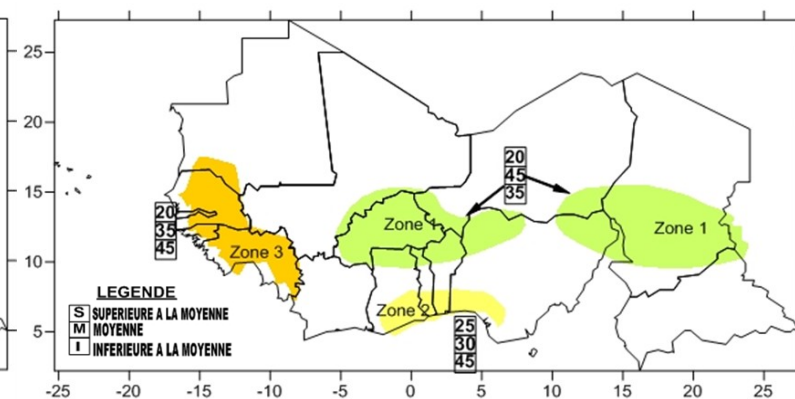 25
20
15
10
5
20
45
35
Zone 1
Zone 1
20
35
45
Zone 3
Zone 2
25
30
45
LEGENDE
S SUPERIEURE A LA MOYENNE
M MOYENNE
I INFERIEURE A LA MOYENNE
-25 -20 -15 -10 -5 0 5 10 15 20 25